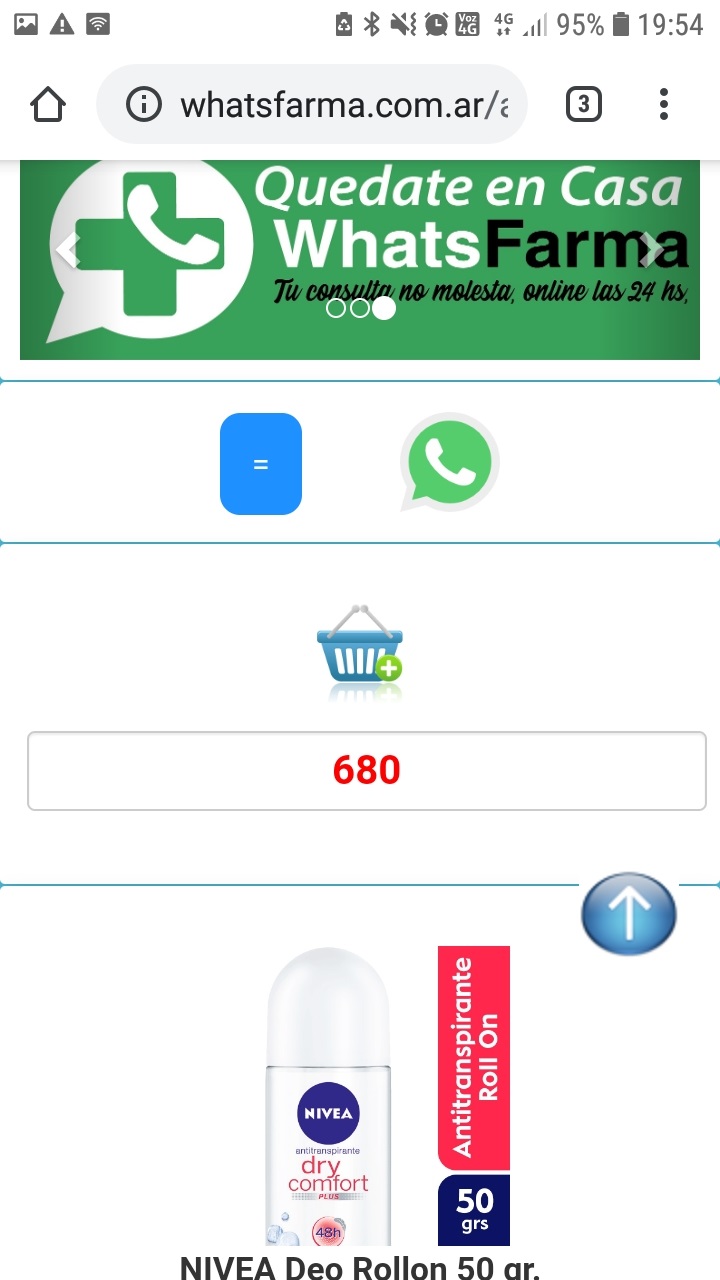 Voz 4G 4G 95% 19:54
whatsfarma.com.ar/a
3
Quedate en Casa
WhatsFarma
Tu consulta no molesta, online las 24 hs,
=
680
Antitranspirante
Roll On
NIVEA
antitranspirante
dry
comfort
PLUS
48h
50
grs
NIVEA Deo Rollon 50 gr.